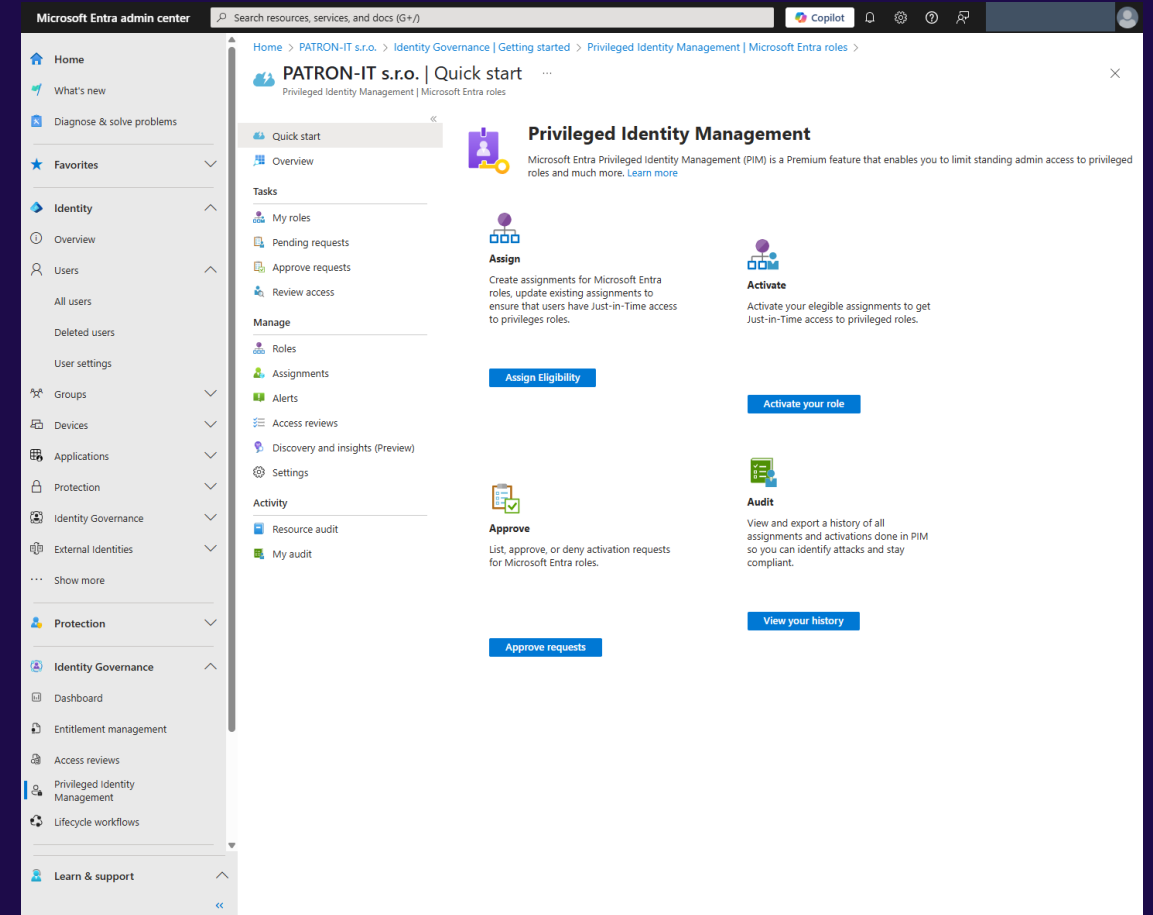 Microsoft Entra admin center
Search resources, services, and docs (G+/)
Copilot
Home
What's new
Diagnose & solve problems
Favorites
Identity
Overview
Users
All users
Deleted users
User settings
Groups
Devices
Applications
Protection
Identity Governance
External Identities
Show more
Protection
Identity Governance
Dashboard
Entitlement management
Access reviews
Privileged Identity
Management
Lifecycle workflows
Learn & support
Home > PATRON-IT s.r.o. > Identity Governance | Getting started > Privileged Identity Management | Microsoft Entra roles >
PATRON-IT s.r.o. | Quick start ...
Privileged Identity Management | Microsoft Entra roles
Quick start
Overview
Tasks
My roles
Pending requests
Approve requests
Review access
Manage
Roles
Assignments
Alerts
Access reviews
Discovery and insights (Preview)
Settings
Activity
Resource audit
My audit
Privileged Identity Management
Microsoft Entra Privileged Identity Management (PIM) is a Premium feature that enables you to limit standing admin access to privileged
roles and much more. Learn more
Assign
Create assignments for Microsoft Entra
roles, update existing assignments to
ensure that users have Just-in-Time access
to privileges roles.
Assign Eligibility
Activate
Activate your elegible assignments to get
Just-in-Time access to privileged roles.
Activate your role
Approve
List, approve, or deny activation requests
for Microsoft Entra roles.
Approve requests
Audit
View and export a history of all
assignments and activations done in PIM
so you can identify attacks and stay
compliant.
View your history